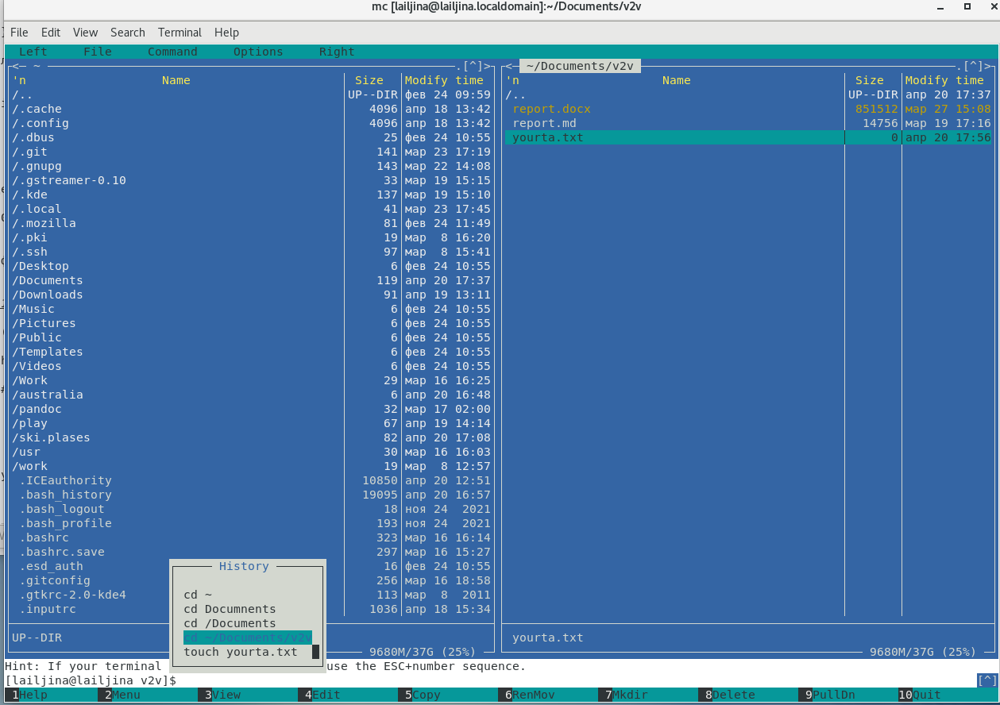 mc [lailjina@lailjina.localdomain]:~/Documents/v2v
File Edit View Search Terminal Help
Left File Command Options Right
<─ ~ ─.[^]>
'n Name Size Modify time
/.. UP--DIR фев 24 09:59
/.cache 4096 апр 18 13:42
/.config 4096 апр 18 13:42
/.dbus 25 фев 24 10:55
/.git 141 мар 23 17:19
/.gnupg 143 мар 22 14:08
/.gstreamer-0.10 33 мар 19 15:15
/.kde 137 мар 19 15:10
/.local 41 мар 23 17:45
/.mozilla 81 фев 24 11:49
/.pki 19 мар 8 16:20
/.ssh 97 мар 8 15:41
/Desktop 6 фев 24 10:55
/Documents 119 апр 20 17:37
/Downloads 91 апр 19 13:11
/Music 6 фев 24 10:55
/Pictures 6 фев 24 10:55
/Public 6 фев 24 10:55
/Templates 6 фев 24 10:55
/Videos 6 фев 24 10:55
/Work 29 мар 16 16:25
/australia 6 апр 20 16:48
/pandoc 32 мар 17 02:00
/play 67 апр 19 14:14
/ski.plases 82 апр 20 17:08
/usr 30 мар 16 16:03
/work 19 мар 8 12:57
.ICEauthority 10850 апр 20 12:51
.bash_history 19095 апр 20 16:57
.bash_logout 18 ноя 24 2021
.bash_profile 193 ноя 24 2021
.bashrc 323 мар 16 16:14
.bashrc.save 297 мар 16 15:27
.esd_auth 16 фев 24 10:55
.gitconfig 256 мар 16 18:58
.gtkrc-2.0-kde4 113 мар 8 2011
.inputrc 1036 апр 18 15:34
UP--DIR
9680M/37G (25%)
<─ ~/Documents/v2v ─.[^]>
'n Name Size Modify time
/.. UP--DIR апр 20 17:37
report.docx 851512 мар 27 15:08
report.md 14756 мар 19 17:16
yourta.txt 0 апр 20 17:56
yourta.txt
9680M/37G (25%)
History
cd ~
cd Documnents
cd /Documents
cd ~/Documents/v2v
touch yourta.txt
Hint: If your terminal use the ESC+number sequence.
[lailjina@lailjina v2v]$ [^]
1Help 2Menu 3View 4Edit 5Copy 6RenMov 7Mkdir 8Delete 9PullDn 10Quit